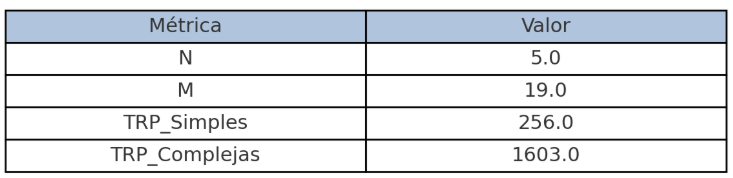 Métrica Valor
N 5.0
M 19.0
TRP_Simples 256.0
TRP_Complejas 1603.0